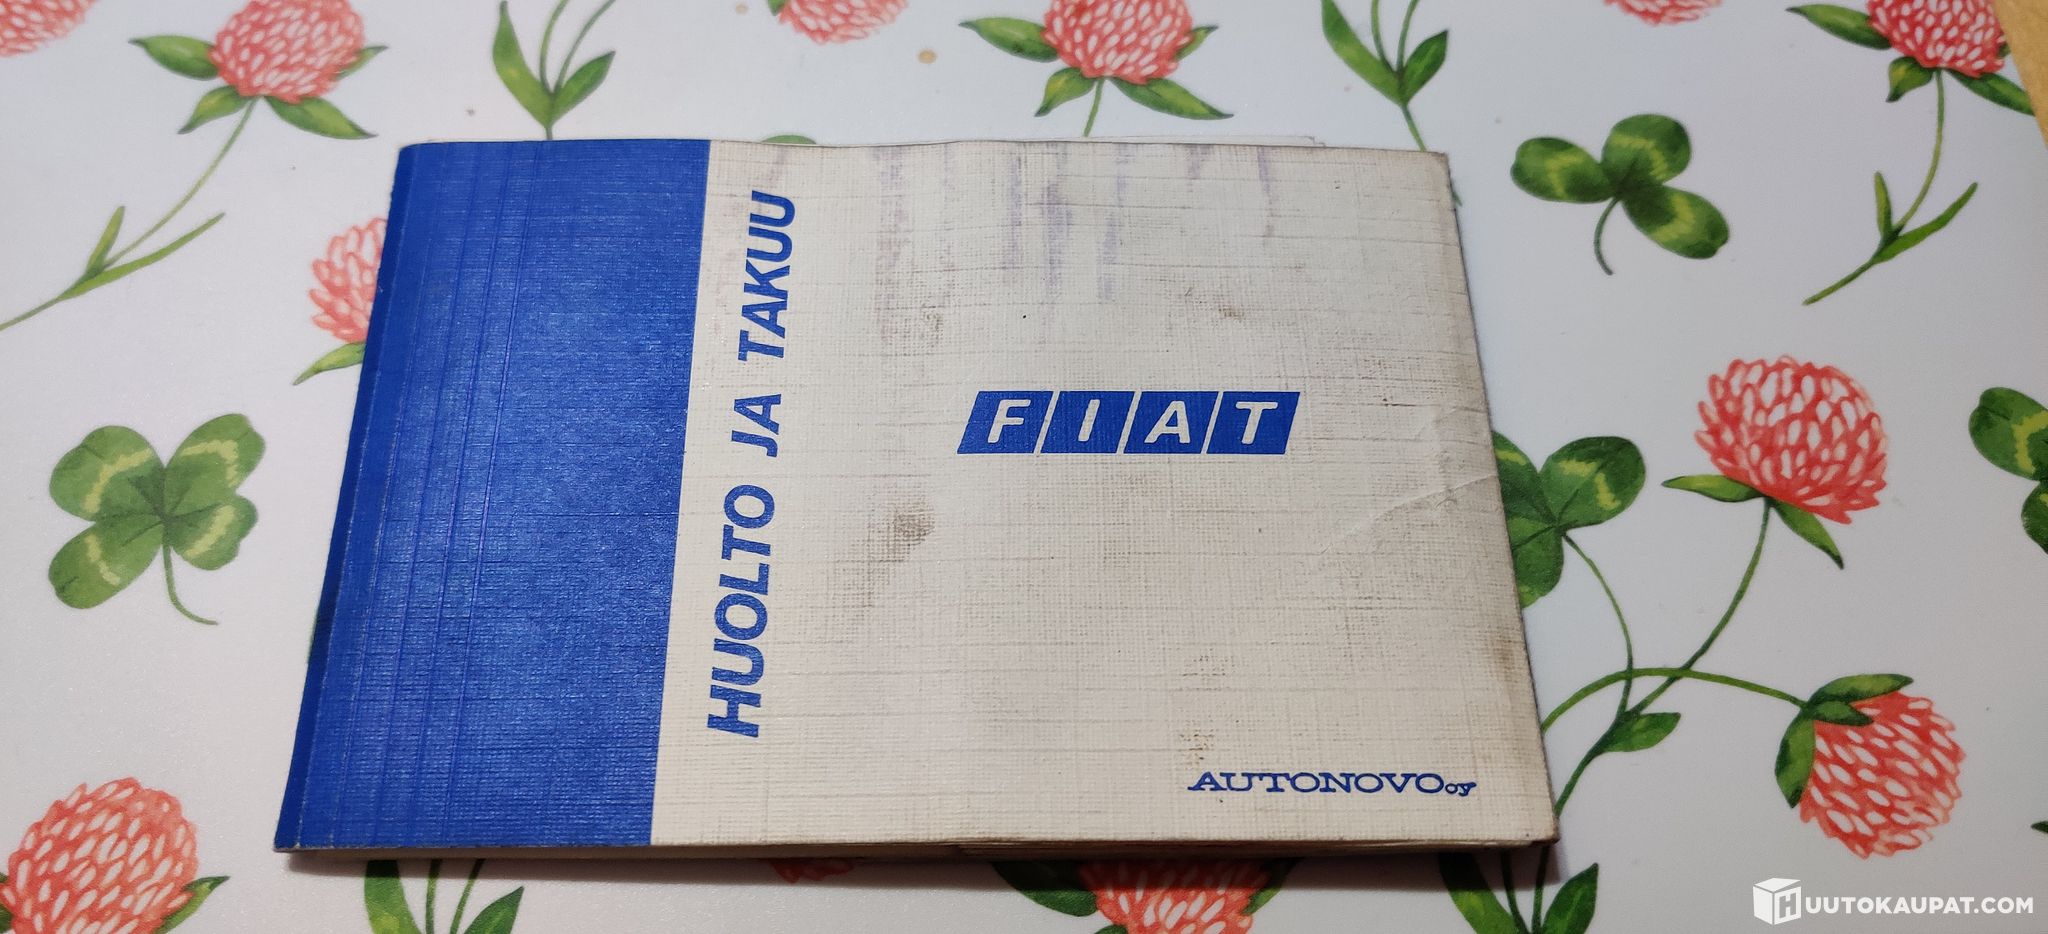 HUOLTO JA TAKUU
FIAT
AUTONOVO oy
HUUTOKAUPAT.COM